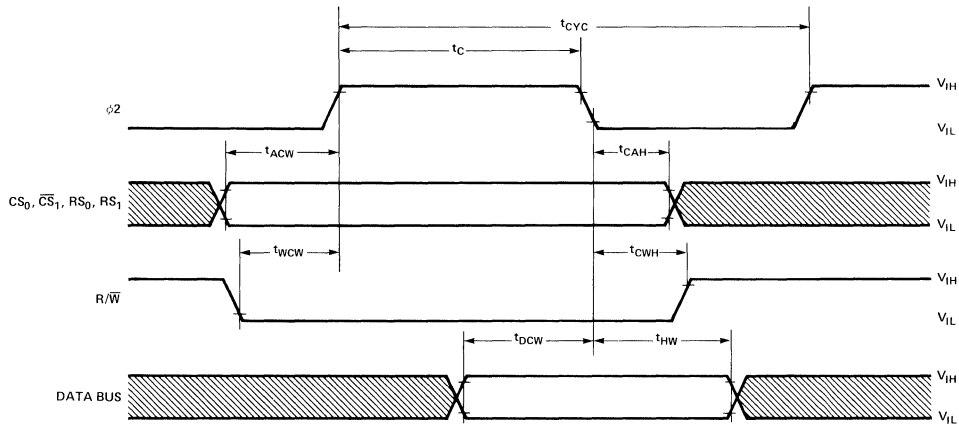 tCYC
tC
φ2
VIH
VIL
tACW
tCAH
CS0, C̅S̅1, RS0, RS1
VIH
VIL
tWCW
tCWH
R/W̅
VIH
VIL
tDCW
tHW
DATA BUS
VIH
VIL